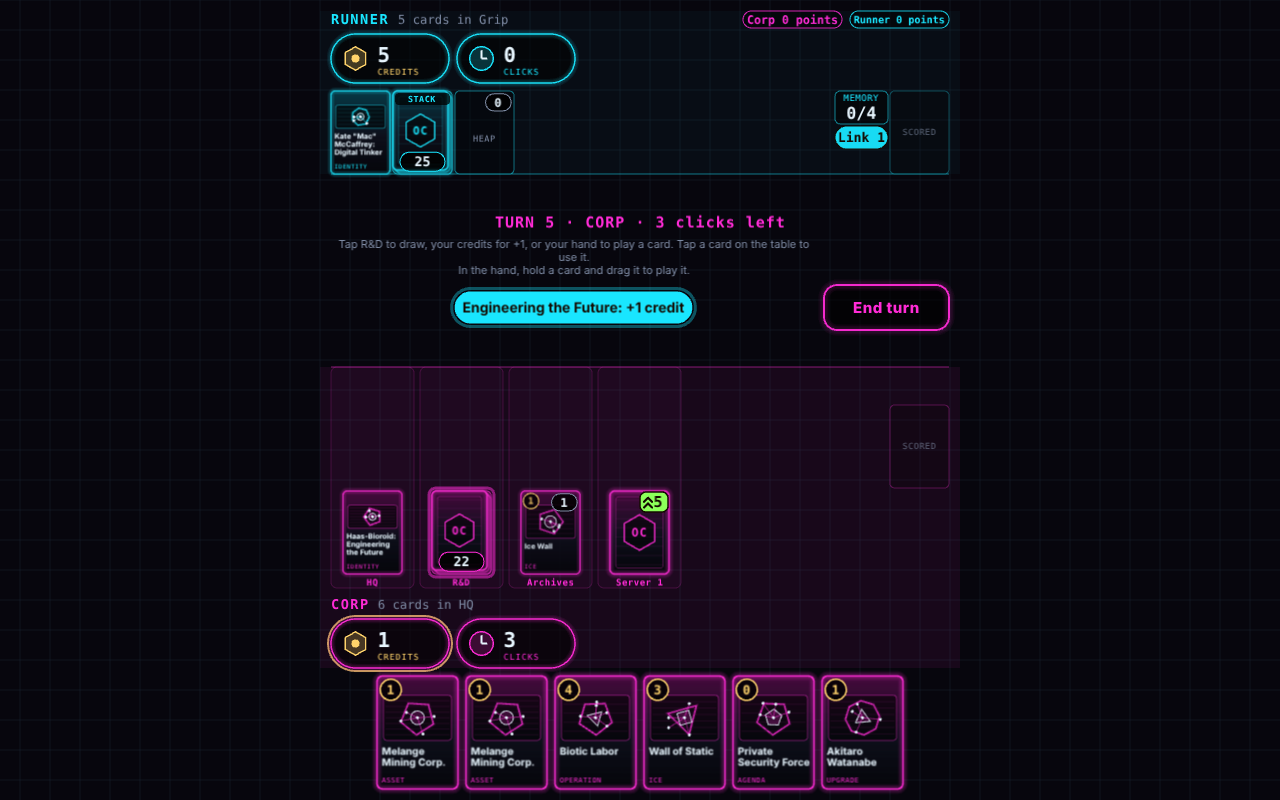 RUNNER 5 cards in Grip
Corp 0 points
Runner 0 points
5
CREDITS
0
CLICKS
Kate "Mac"
McCaffrey:
Digital Tinker
IDENTITY
STACK
OC
25
0
HEAP
MEMORY
0/4
Link 1
SCORED
TURN 5 · CORP · 3 clicks left
Tap R&D to draw, your credits for +1, or your hand to play a card. Tap a card on the table to
use it.
In the hand, hold a card and drag it to play it.
Engineering the Future: +1 credit
End turn
SCORED
Haas-Bioroid:
Engineering
the Future
IDENTITY
HQ
OC
22
R&D
1
1
Ice Wall
ICE
Archives
5
OC
Server 1
CORP 6 cards in HQ
1
CREDITS
3
CLICKS
1
Melange
Mining Corp.
ASSET
1
Melange
Mining Corp.
ASSET
4
Biotic Labor
OPERATION
3
Wall of Static
ICE
0
Private
Security Force
AGENDA
1
Akitaro
Watanabe
UPGRADE